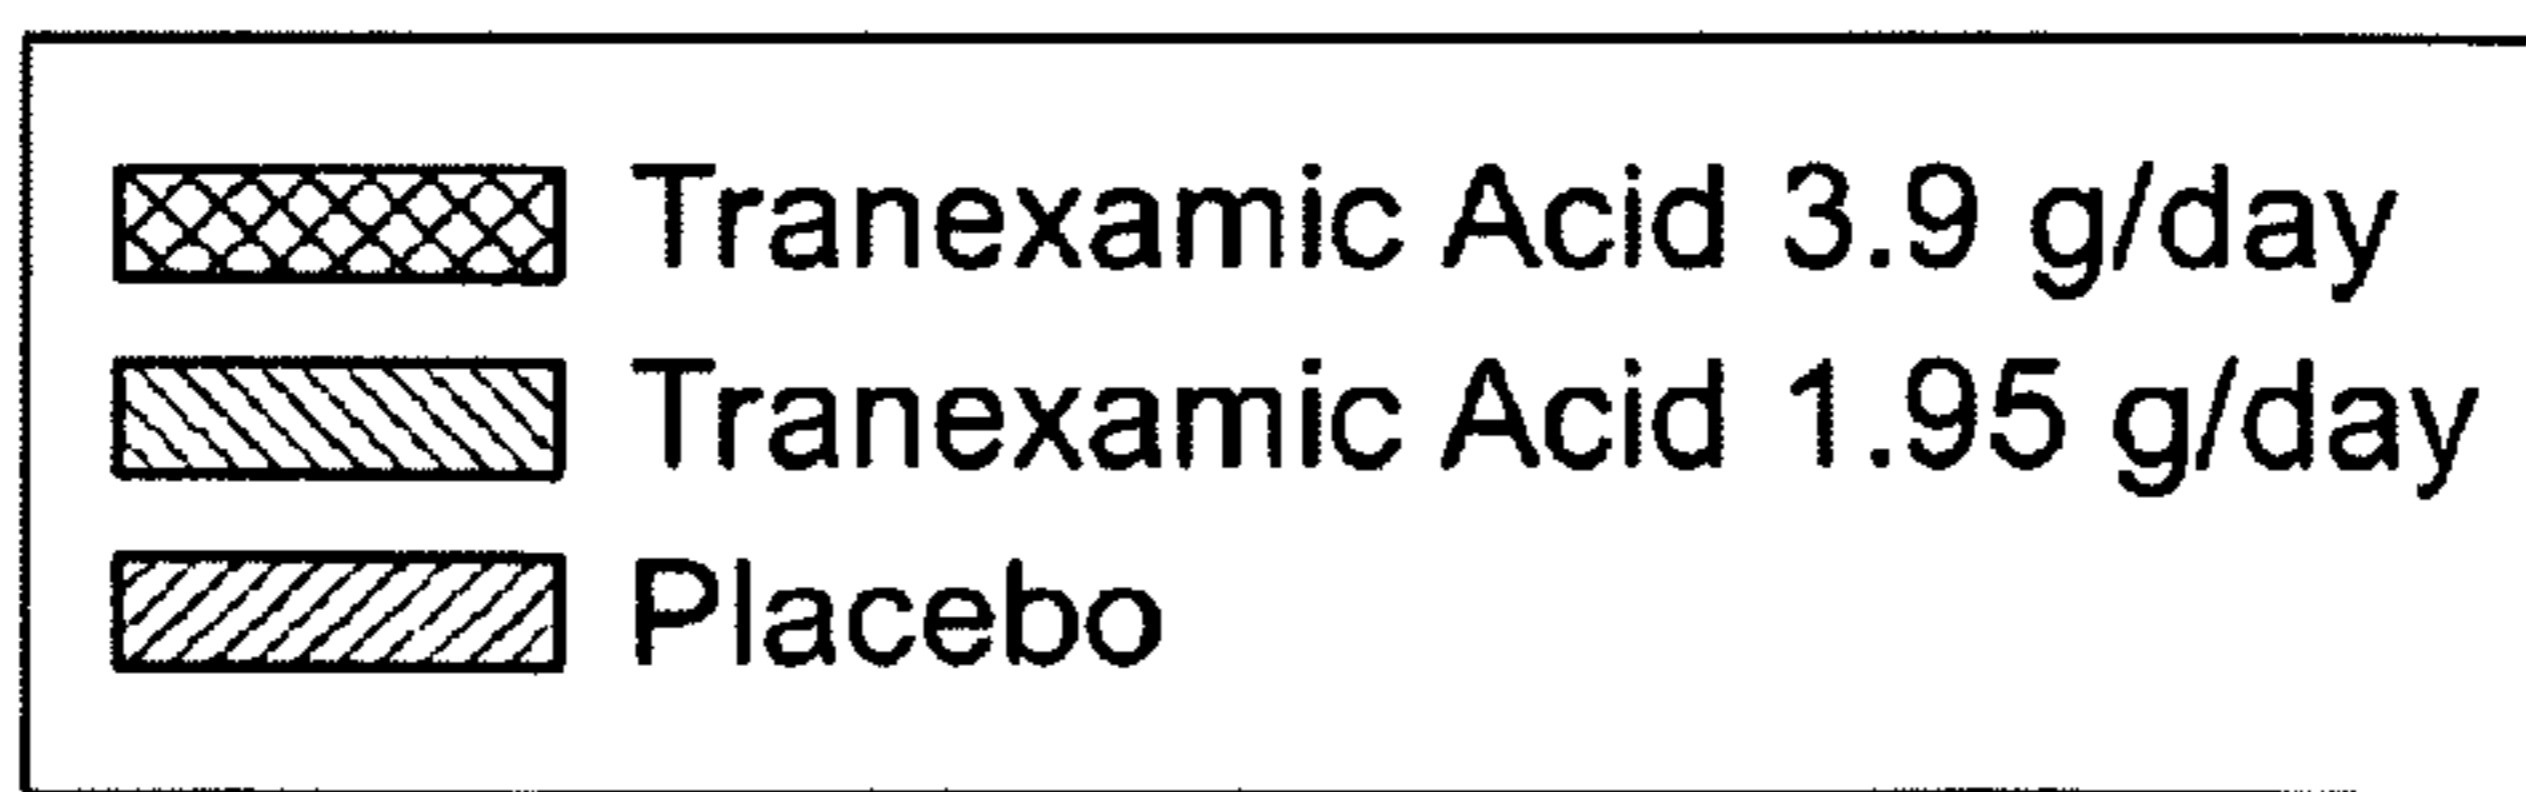 Tranexamic Acid 3.9 g/day
Tranexamic Acid 1.95 g/day
Placebo